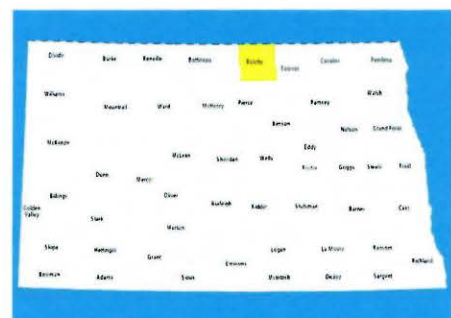 Divide Burke Renville Bottineau Rolette Towner Cavalier Pembina
Williams Mountrail Ward McHenry Pierce Ramsey Walsh
Benson Nelson Grand Forks
McKenzie Eddy
McLean Sheridan Wells Foster Griggs Steele Traill
Dunn Mercer
Billings Oliver Burleigh Kidder Stutsman Barnes Cass
Golden
Valley
Stark Morton
Slope Hettinger Grant Emmons Logan La Moure Ransom Richland
Bowman Adams Sioux McIntosh Dickey Sargent